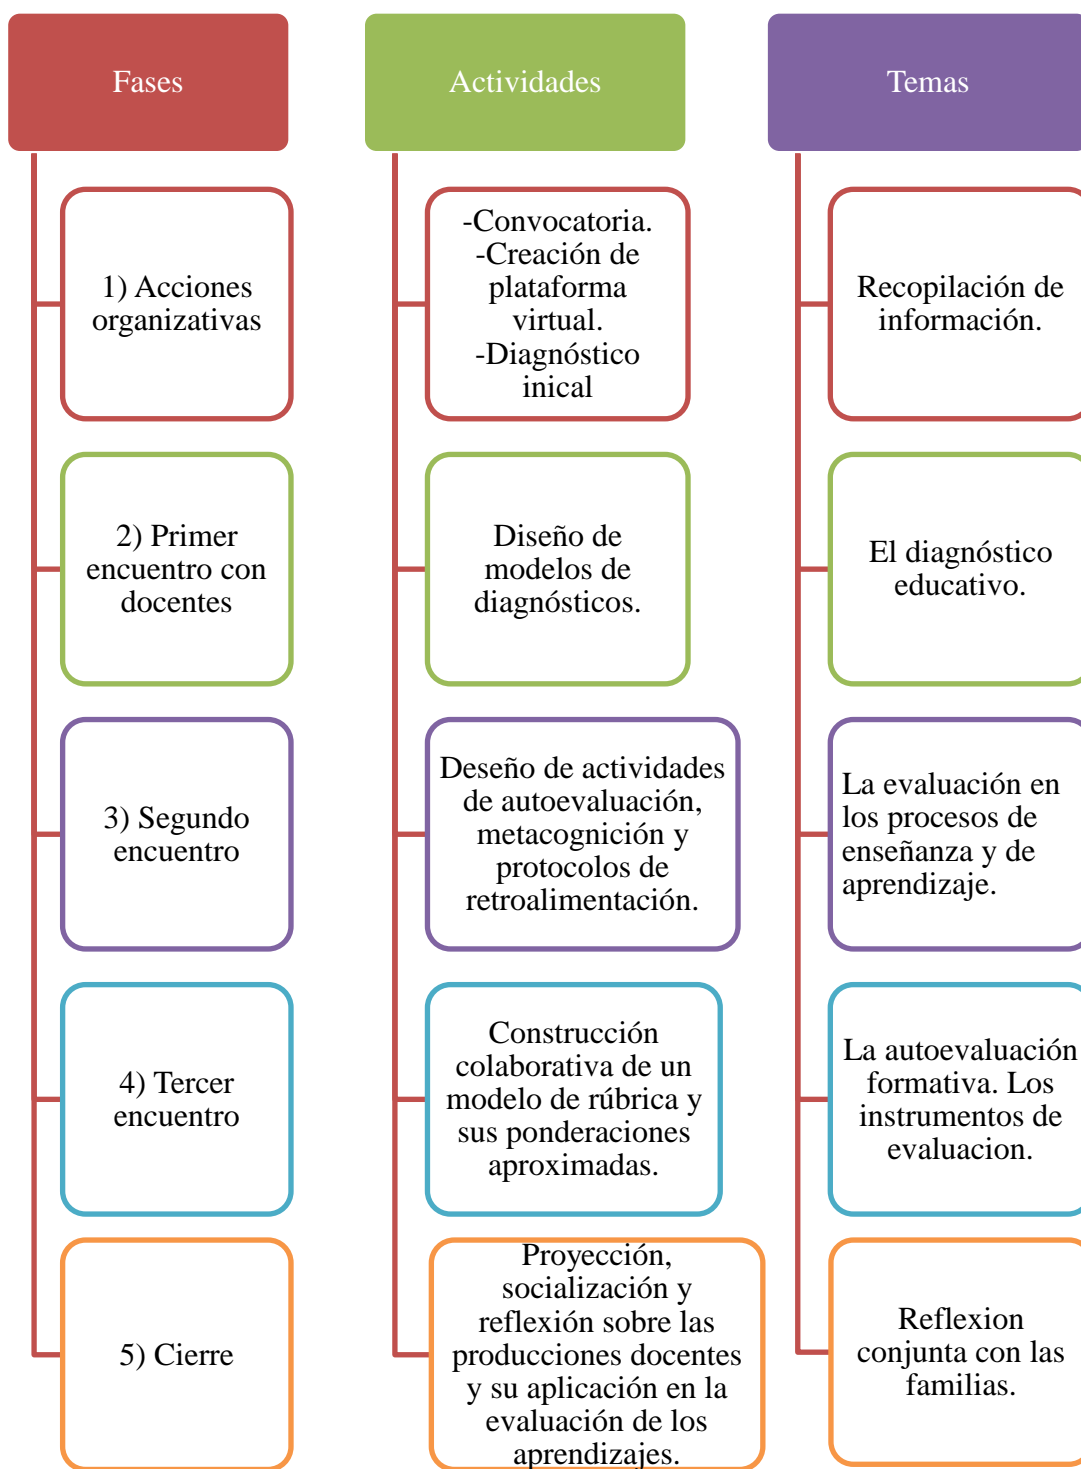 Fases
1) Acciones
organizativas
2) Primer
encuentro con
docentes
3) Segundo
encuentro
4) Tercer
encuentro
5) Cierre
Actividades
-Convocatoria.
-Creación de
plataforma
virtual.
-Diagnóstico
inical
Diseño de
modelos de
diagnósticos.
Deseño de actividades
de autoevaluación,
metacognición y
protocolos de
retroalimentación.
Construcción
colaborativa de un
modelo de rúbrica y
sus ponderaciones
aproximadas.
Proyección,
socialización y
reflexión sobre las
producciones docentes
y su aplicación en la
evaluación de los
aprendizajes.
Temas
Recopilación de
información.
El diagnóstico
educativo.
La evaluación en
los procesos de
enseñanza y de
aprendizaje.
La autoevaluación
formativa. Los
instrumentos de
evaluacion.
Reflexion
conjunta con las
familias.